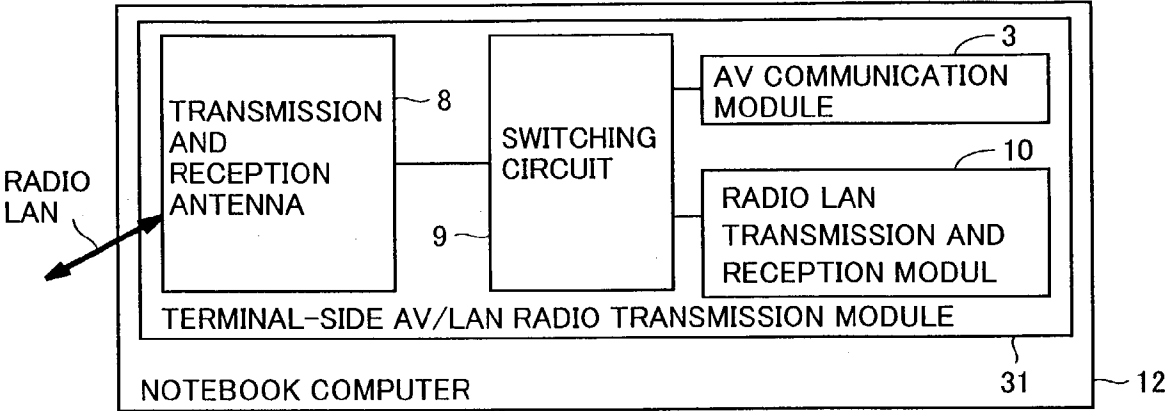 RADIO
LAN
TRANSMISSION
AND
RECEPTION
ANTENNA
8
SWITCHING
CIRCUIT
9
3
AV COMMUNICATION
MODULE
10
RADIO LAN
TRANSMISSION AND
RECEPTION MODUL
TERMINAL-SIDE AV/LAN RADIO TRANSMISSION MODULE
31
NOTEBOOK COMPUTER
12